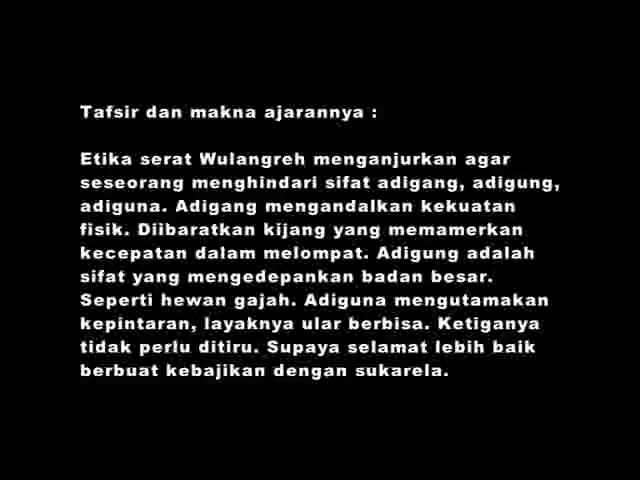 Tafsir dan makna ajarannya :
Etika serat Wulangreh menganjurkan agar
seseorang menghindari sifat adigang, adigung,
adiguna. Adigang mengandalkan kekuatan
fisik. Diibaratkan kijang yang memamerkan
kecepatan dalam melompat. Adigung adalah
sifat yang mengedepankan badan besar.
Seperti hewan gajah. Adiguna mengutamakan
kepintaran, layaknya ular berbisa. Ketiganya
tidak perlu ditiru. Supaya selamat lebih baik
berbuat kebajikan dengan sukarela.